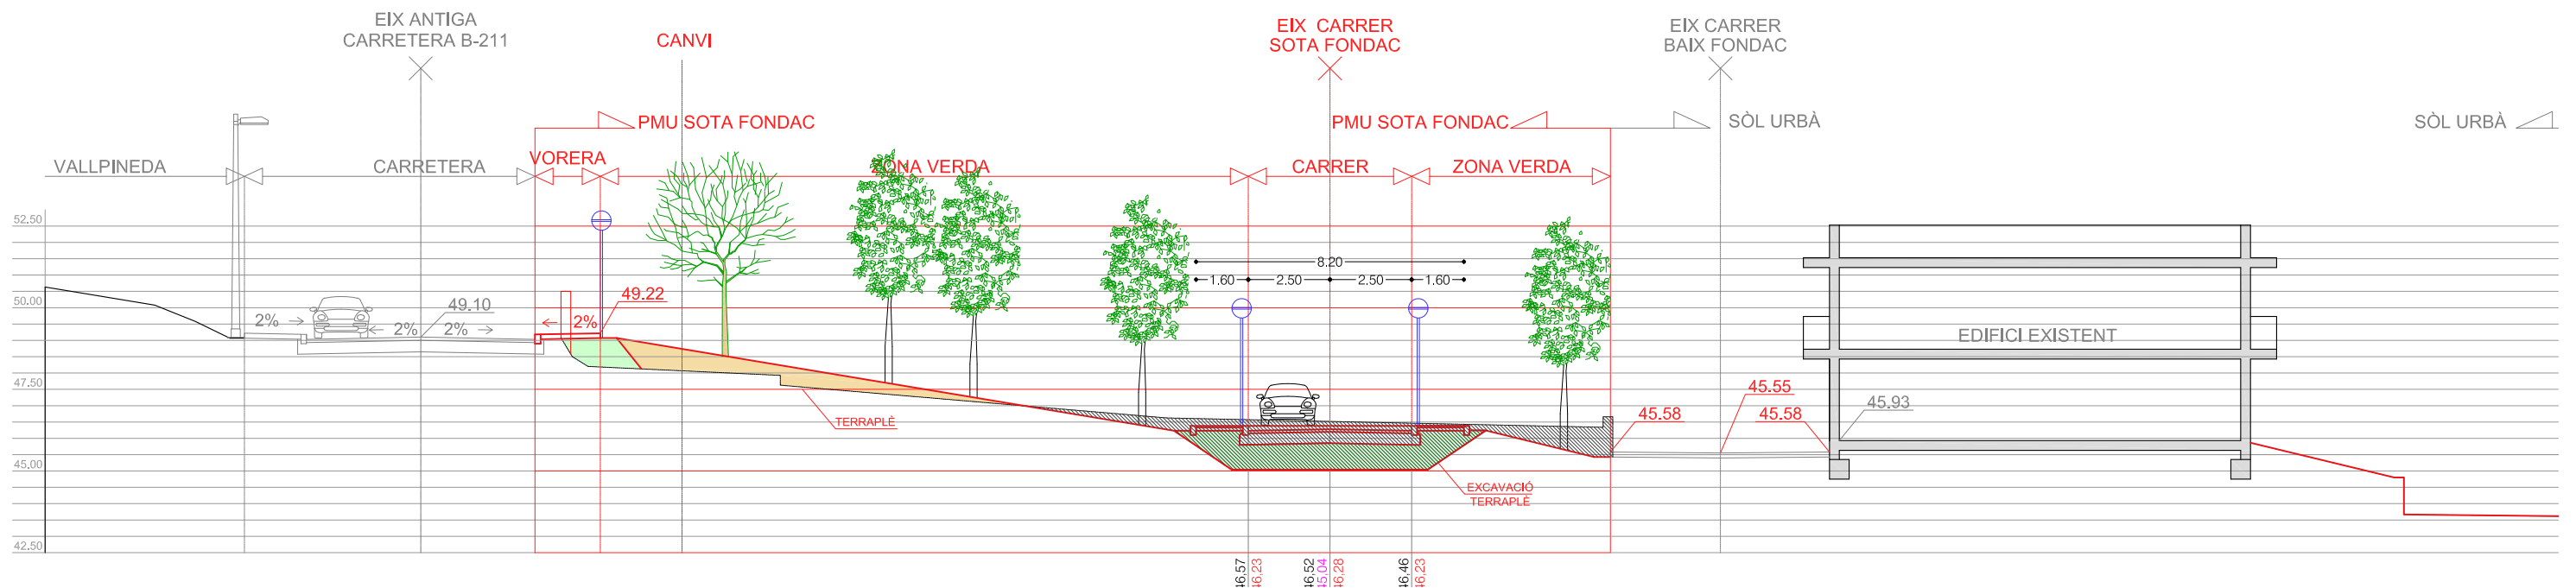 EIX ANTIGA
CARRETERA B-211
CANVI
EIX CARRER
SOTA FONDAC
EIX CARRER
BAIX FONDAC
PMU SOTA FONDAC
PMU SOTA FONDAC
SÒL URBÀ
SÒL URBÀ
VALLPINEDA
CARRETERA
VORERA
ZONA VERDA
CARRER
ZONA VERDA
52.50
50.00
47.50
45.00
42.50
8.20
1.60
2.50
2.50
1.60
2%
2%
2%
49.10
2%
49.22
EDIFICI EXISTENT
TERRAPLÈ
45.58
45.55
45.58
45.93
EXCAVACIÓ
TERRAPLÈ
46,57
46,23
46,52
45,04
46,28
46,46
46,23